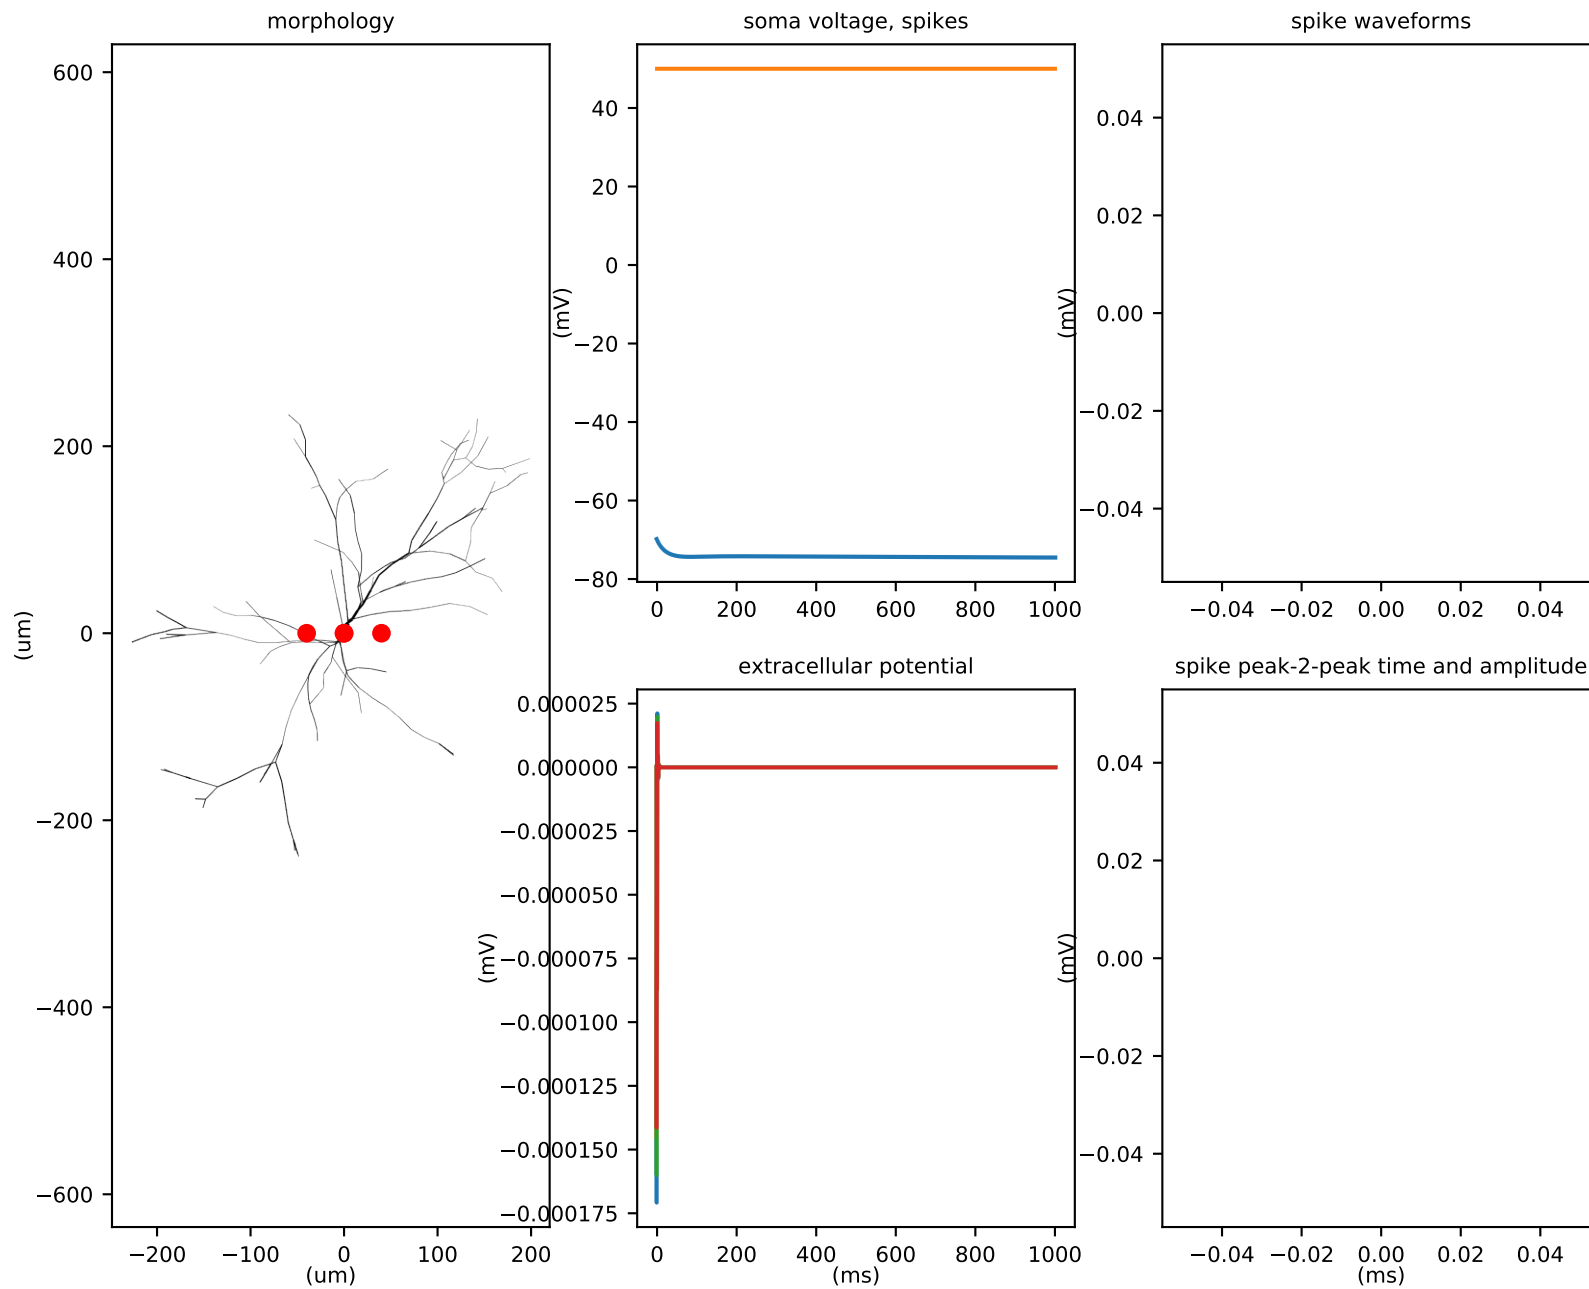 morphology
600
400
200
0
−200
−400
−600
(um)
−200 −100 0 100 200
(um)
soma voltage, spikes
40
20
0
−20
−40
−60
−80
(mV)
0 200 400 600 800 1000
spike waveforms
0.04
0.02
0.00
−0.02
−0.04
(mV)
−0.04 −0.02 0.00 0.02 0.04
extracellular potential
0.000025
0.000000
−0.000025
−0.000050
−0.000075
−0.000100
−0.000125
−0.000150
−0.000175
(mV)
0 200 400 600 800 1000
(ms)
spike peak-2-peak time and amplitude
0.04
0.02
0.00
−0.02
−0.04
(mV)
−0.04 −0.02 0.00 0.02 0.04
(ms)